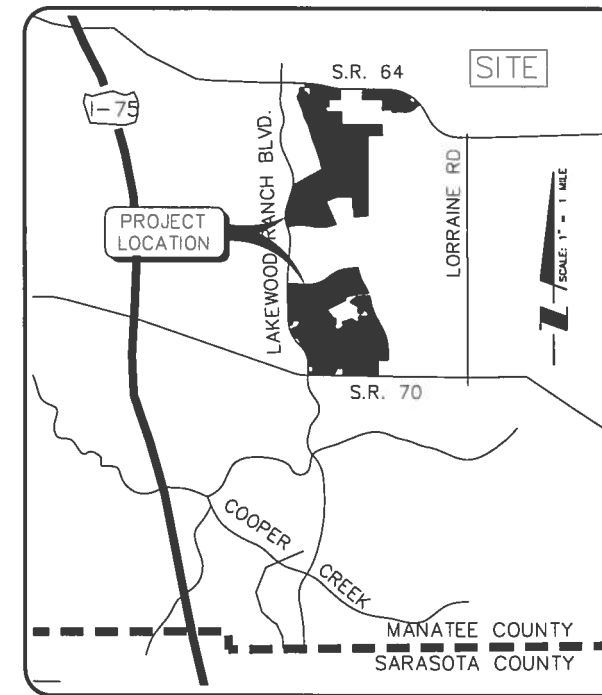 S.R. 64
SITE
I-75
LAKEWOOD RANCH BLVD.
PROJECT
LOCATION
LORRAINE RD
SCALE: 1" = 1 MILE
N
S.R. 70
COOPER
CREEK
MANATEE COUNTY
SARASOTA COUNTY